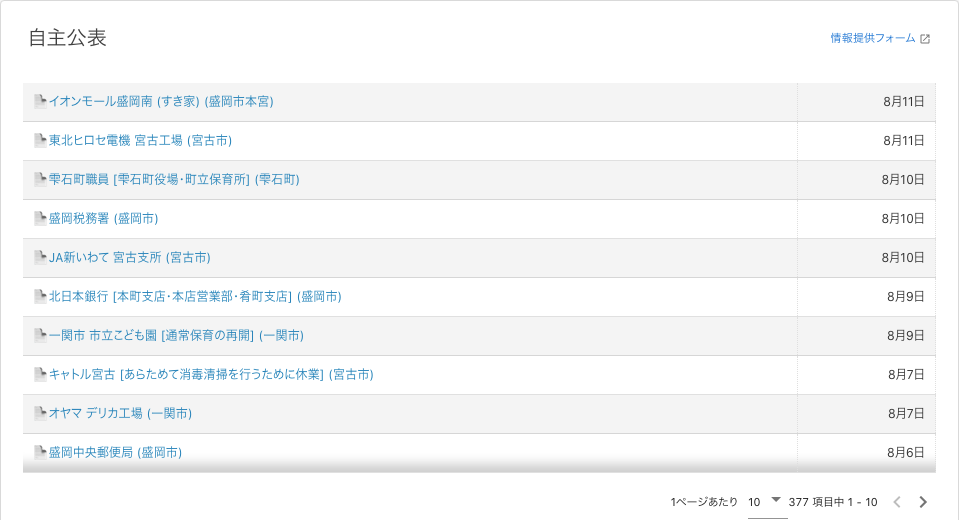 自主公表
情報提供フォーム
イオンモール盛岡南 (すき家) (盛岡市本宮) 8月11日
東北ヒロセ電機 宮古工場 (宮古市) 8月11日
雫石町職員 [雫石町役場・町立保育所] (雫石町) 8月10日
盛岡税務署 (盛岡市) 8月10日
JA新いわて 宮古支所 (宮古市) 8月10日
北日本銀行 [本町支店・本店営業部・肴町支店] (盛岡市) 8月9日
一関市 市立こども園 [通常保育の再開] (一関市) 8月9日
キャトル宮古 [あらためて消毒清掃を行うために休業] (宮古市) 8月7日
オヤマ デリカ工場 (一関市) 8月7日
盛岡中央郵便局 (盛岡市) 8月6日
1ページあたり 10 377 項目中 1 - 10